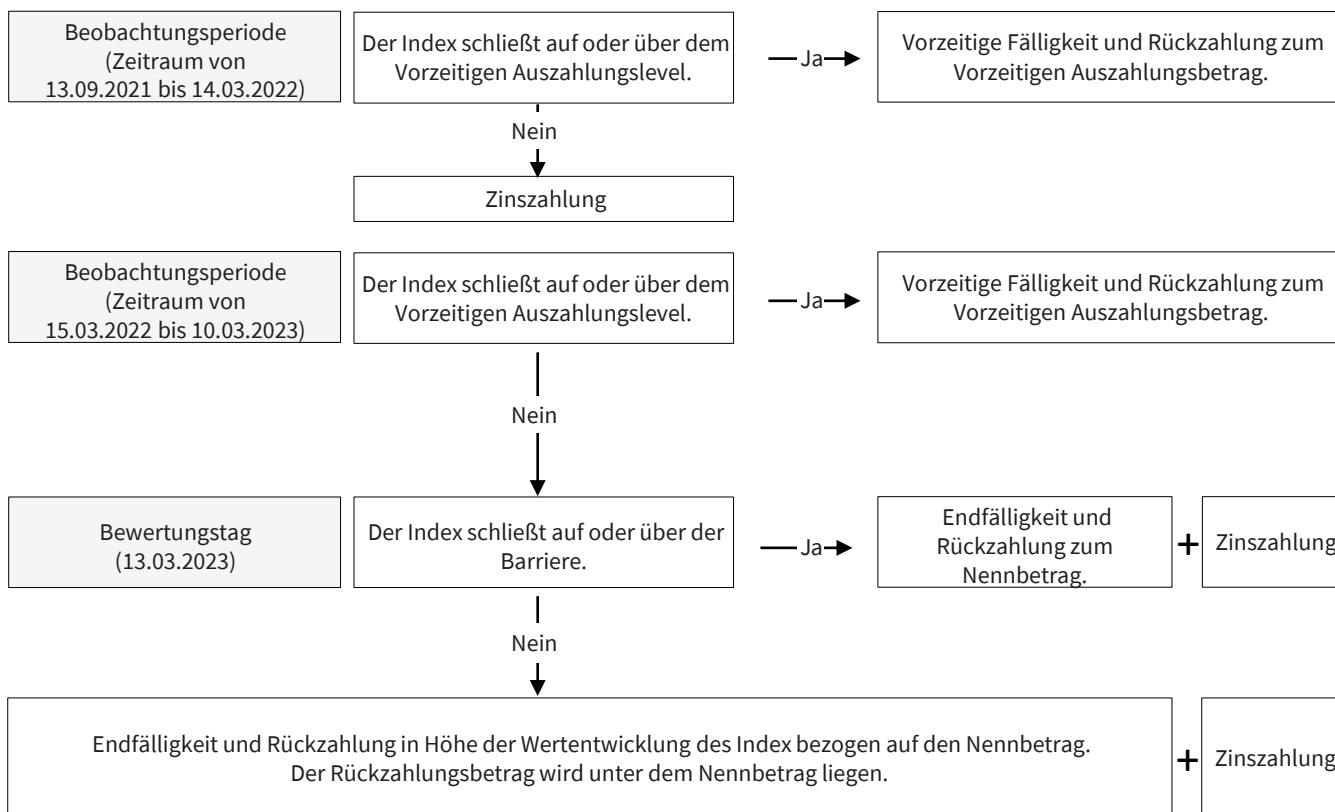 Beobachtungsperiode
(Zeitraum von
13.09.2021 bis 14.03.2022)
Der Index schließt auf oder über dem
Vorzeitigen Auszahlungslevel.
Ja
Vorzeitige Fälligkeit und Rückzahlung zum
Vorzeitigen Auszahlungsbetrag.
Nein
Zinszahlung
Beobachtungsperiode
(Zeitraum von
15.03.2022 bis 10.03.2023)
Der Index schließt auf oder über dem
Vorzeitigen Auszahlungslevel.
Ja
Vorzeitige Fälligkeit und Rückzahlung zum
Vorzeitigen Auszahlungsbetrag.
Nein
Bewertungstag
(13.03.2023)
Der Index schließt auf oder über der
Barriere.
Ja
Endfälligkeit und
Rückzahlung zum
Nennbetrag.
+
Zinszahlung
Nein
Endfälligkeit und Rückzahlung in Höhe der Wertentwicklung des Index bezogen auf den Nennbetrag.
Der Rückzahlungsbetrag wird unter dem Nennbetrag liegen.
+
Zinszahlung